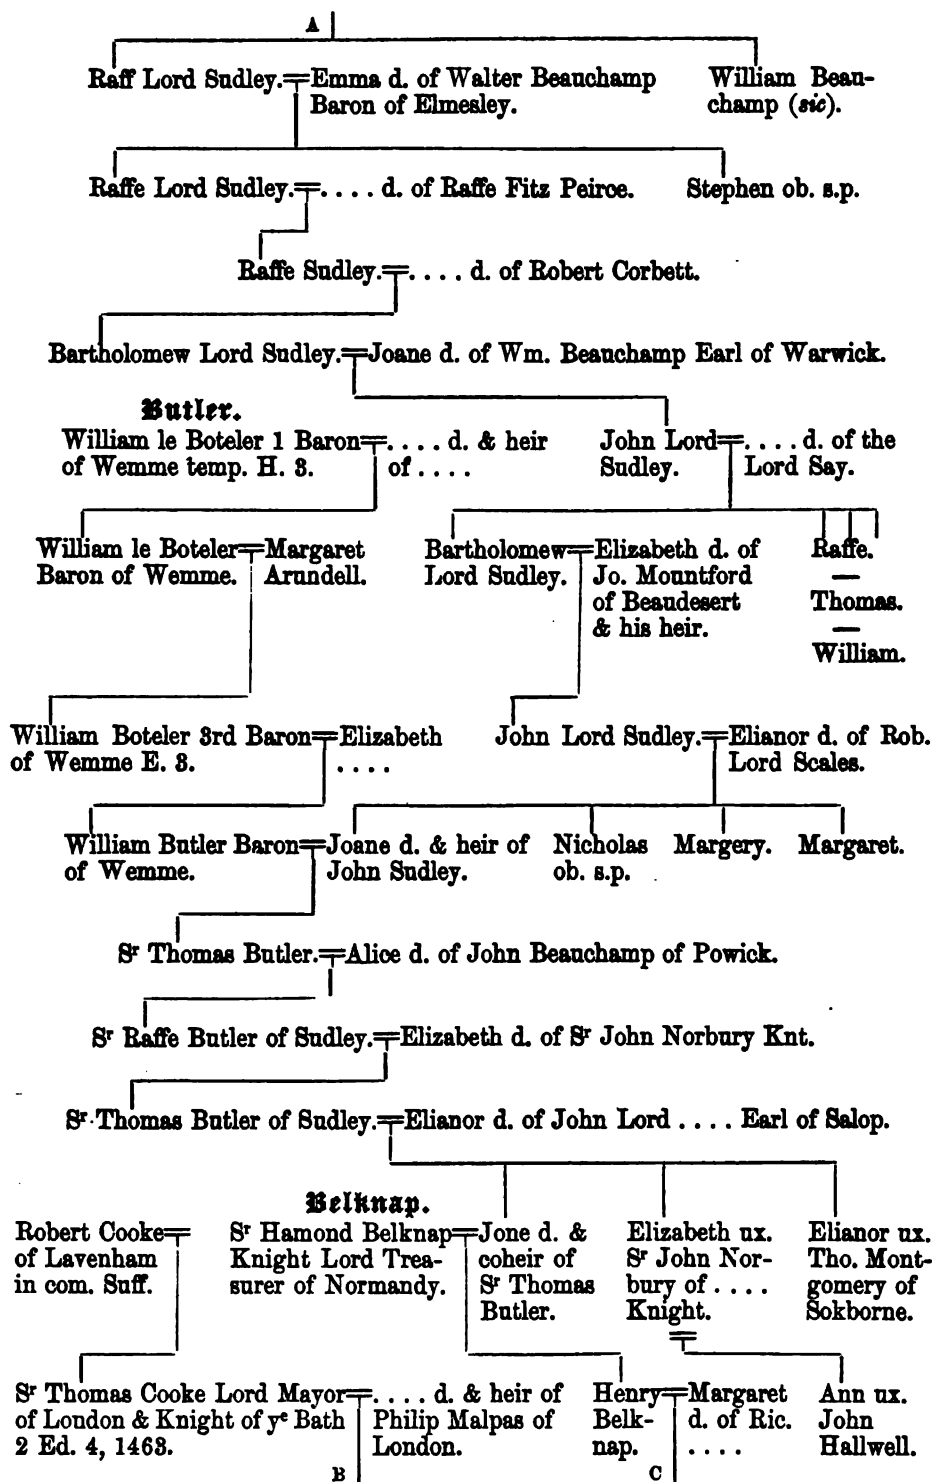 A
Raff Lord Sudley.═Emma d. of Walter Beauchamp
Baron of Elmesley.
William Beau-
champ (sic).
Raffe Lord Sudley.═. . . . d. of Raffe Fitz Peirce.
Stephen ob. s.p.
Raffe Sudley.═. . . . d. of Robert Corbett.
Bartholomew Lord Sudley.═Joane d. of Wm. Beauchamp Earl of Warwick.
Butler.
William le Boteler 1 Baron═. . . . d. & heir
of Wemme temp. H. 3.
of . . . .
John Lord═. . . . d. of the
Sudley.
Lord Say.
William le Boteler═Margaret
Baron of Wemme.
Arundell.
Bartholomew═Elizabeth d. of
Lord Sudley.
Jo. Mountford
of Beaudesert
& his heir.
Raffe.
—
Thomas.
—
William.
William Boteler 3rd Baron═Elizabeth
of Wemme E. 3.
. . . .
John Lord Sudley.═Elianor d. of Rob.
Lord Scales.
William Butler Baron═Joane d. & heir of
of Wemme.
John Sudley.
Nicholas
ob. s.p.
Margery.
Margaret.
Sr Thomas Butler.═Alice d. of John Beauchamp of Powick.
Sr Raffe Butler of Sudley.═Elizabeth d. of Sr John Norbury Knt.
Sr Thomas Butler of Sudley.═Elianor d. of John Lord . . . . Earl of Salop.
Belknap.
Robert Cooke═
of Lavenham
in com. Suff.
Sr Hamond Belknap═Jone d. &
Knight Lord Trea-
surer of Normandy.
coheir of
Sr Thomas
Butler.
Elizabeth ux.
Sr John Nor-
bury of . . . .
Knight.
Elianor ux.
Tho. Mont-
gomery of
Sokborne.
Sr Thomas Cooke Lord Mayor═. . . . d. & heir of
of London & Knight of ye Bath
2 Ed. 4, 1463.
Philip Malpas of
London.
Henry═Margaret
Belk-
nap.
d. of Ric.
. . . .
Ann ux.
John
Hallwell.
B
C